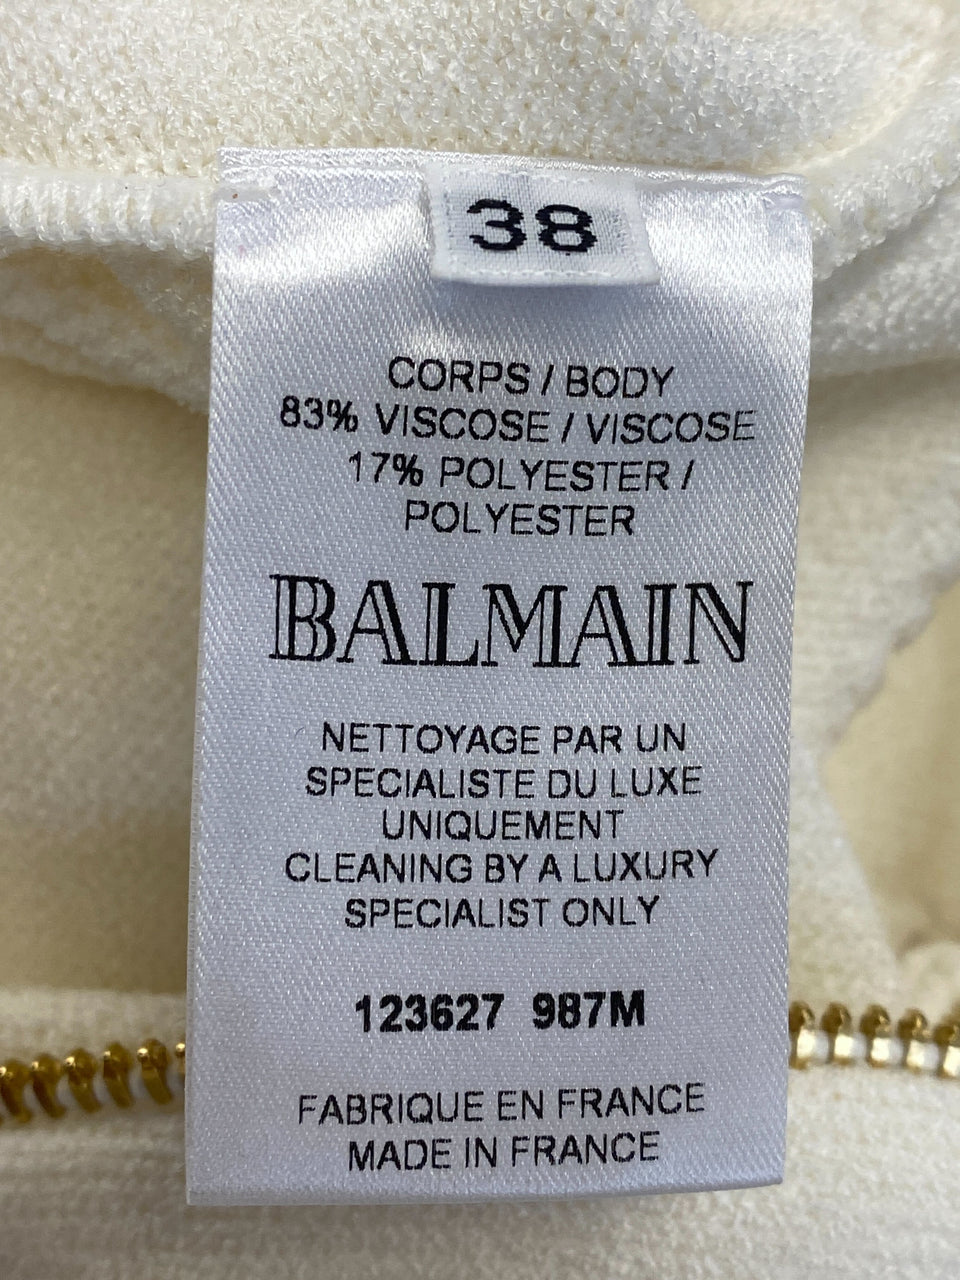 38
CORPS / BODY
83% VISCOSE / VISCOSE
17% POLYESTER /
POLYESTER
BALMAIN
NETTOYAGE PAR UN
SPECIALISTE DU LUXE
UNIQUEMENT
CLEANING BY A LUXURY
SPECIALIST ONLY
123627 987M
FABRIQUE EN FRANCE
MADE IN FRANCE